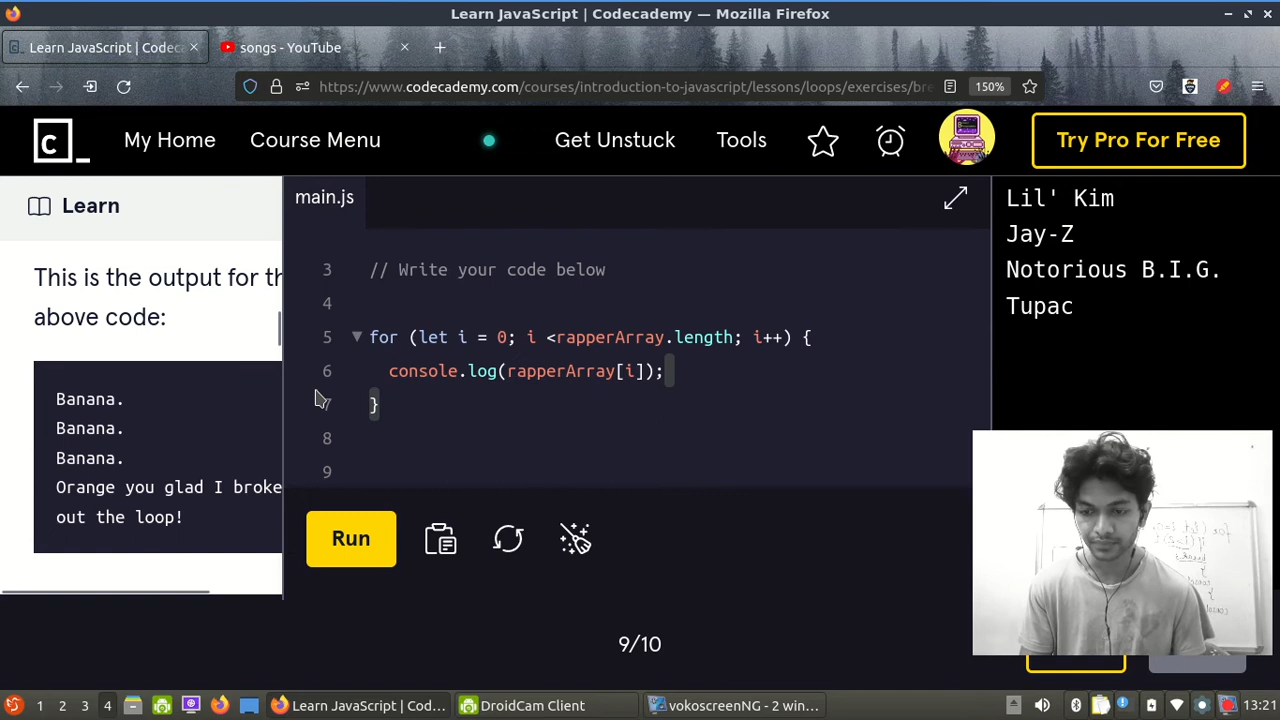 Learn JavaScript | Codecademy — Mozilla Firefox
Learn JavaScript | Codec
songs - YouTube
https://www.codecademy.com/courses/introduction-to-javascript/lessons/loops/exercises/bre
150%
My Home
Course Menu
Get Unstuck
Tools
Try Pro For Free
Learn
This is the output for th
above code:
Banana.
Banana.
Banana.
Orange you glad I broke
out the loop!
main.js
3 // Write your code below
4
5 for (let i = 0; i <rapperArray.length; i++) {
6 console.log(rapperArray[i]);
7 }
8
9
Run
Lil' Kim
Jay-Z
Notorious B.I.G.
Tupac
9/10
1 2 3 4
Learn JavaScript | Cod...
DroidCam Client
vokoscreenNG - 2 win...
13:21